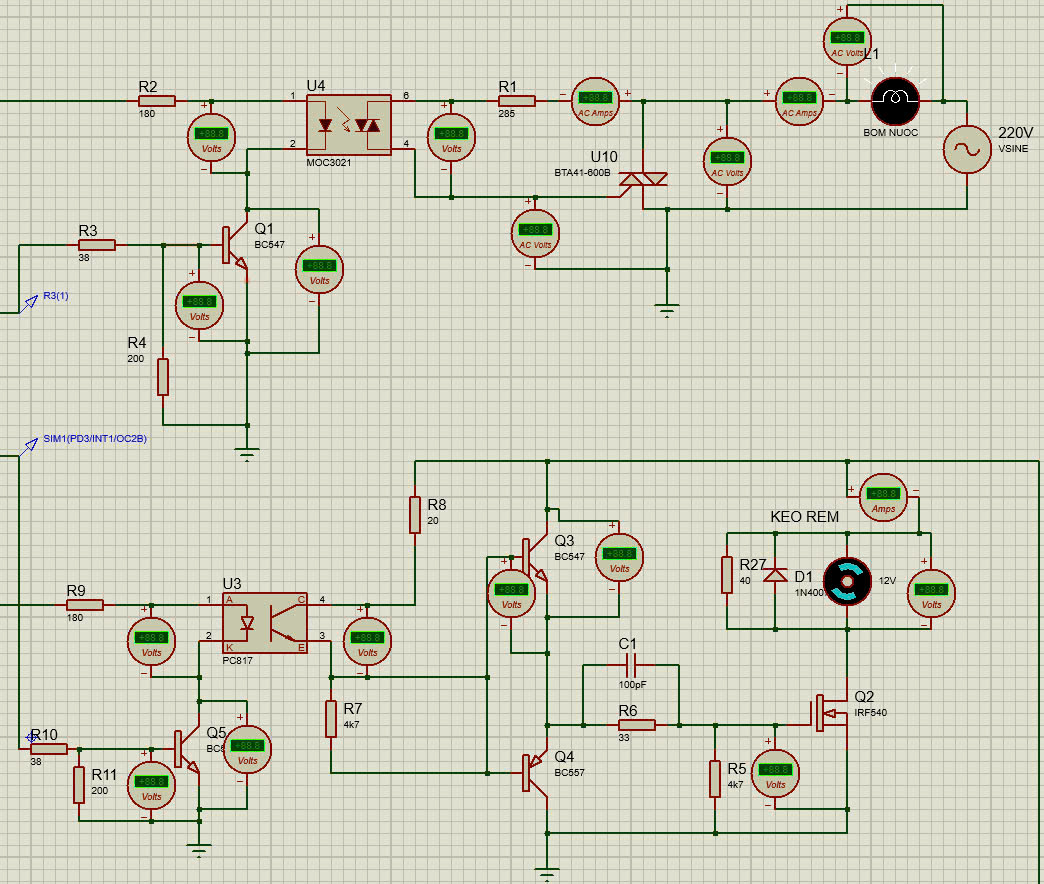 +
L1
+88.8
AC Volts
-
R2
180
U4
1
6
2
4
MOC3021
+
+88.8
Volts
-
+
+88.8
Volts
-
R1
285
-
+88.8
+
AC Amps
+
+88.8
-
AC Amps
BOM NUOC
220V
VSINE
U10
BTA41-600B
+
+88.8
AC Volts
-
+
+88.8
AC Volts
-
R3
38
Q1
BC547
+
+88.8
Volts
-
+
+88.8
Volts
-
R3(1)
R4
200
SIM1(PD3/INT1/OC2B)
R8
20
Q3
BC547
+
+88.8
Volts
-
+
+88.8
Volts
-
KEO REM
+
+88.8
-
Amps
R27
40
D1
1N400
12V
+
+88.8
Volts
-
R9
180
U3
1
A
C
4
2
K
E
3
PC817
+
+88.8
Volts
-
+
+88.8
Volts
-
C1
100pF
R7
4k7
R6
33
Q2
IRF540
R10
38
Q5
BC
+
+88.8
Volts
-
R11
200
+
+88.8
Volts
-
Q4
BC557
R5
4k7
+
+88.8
Volts
-